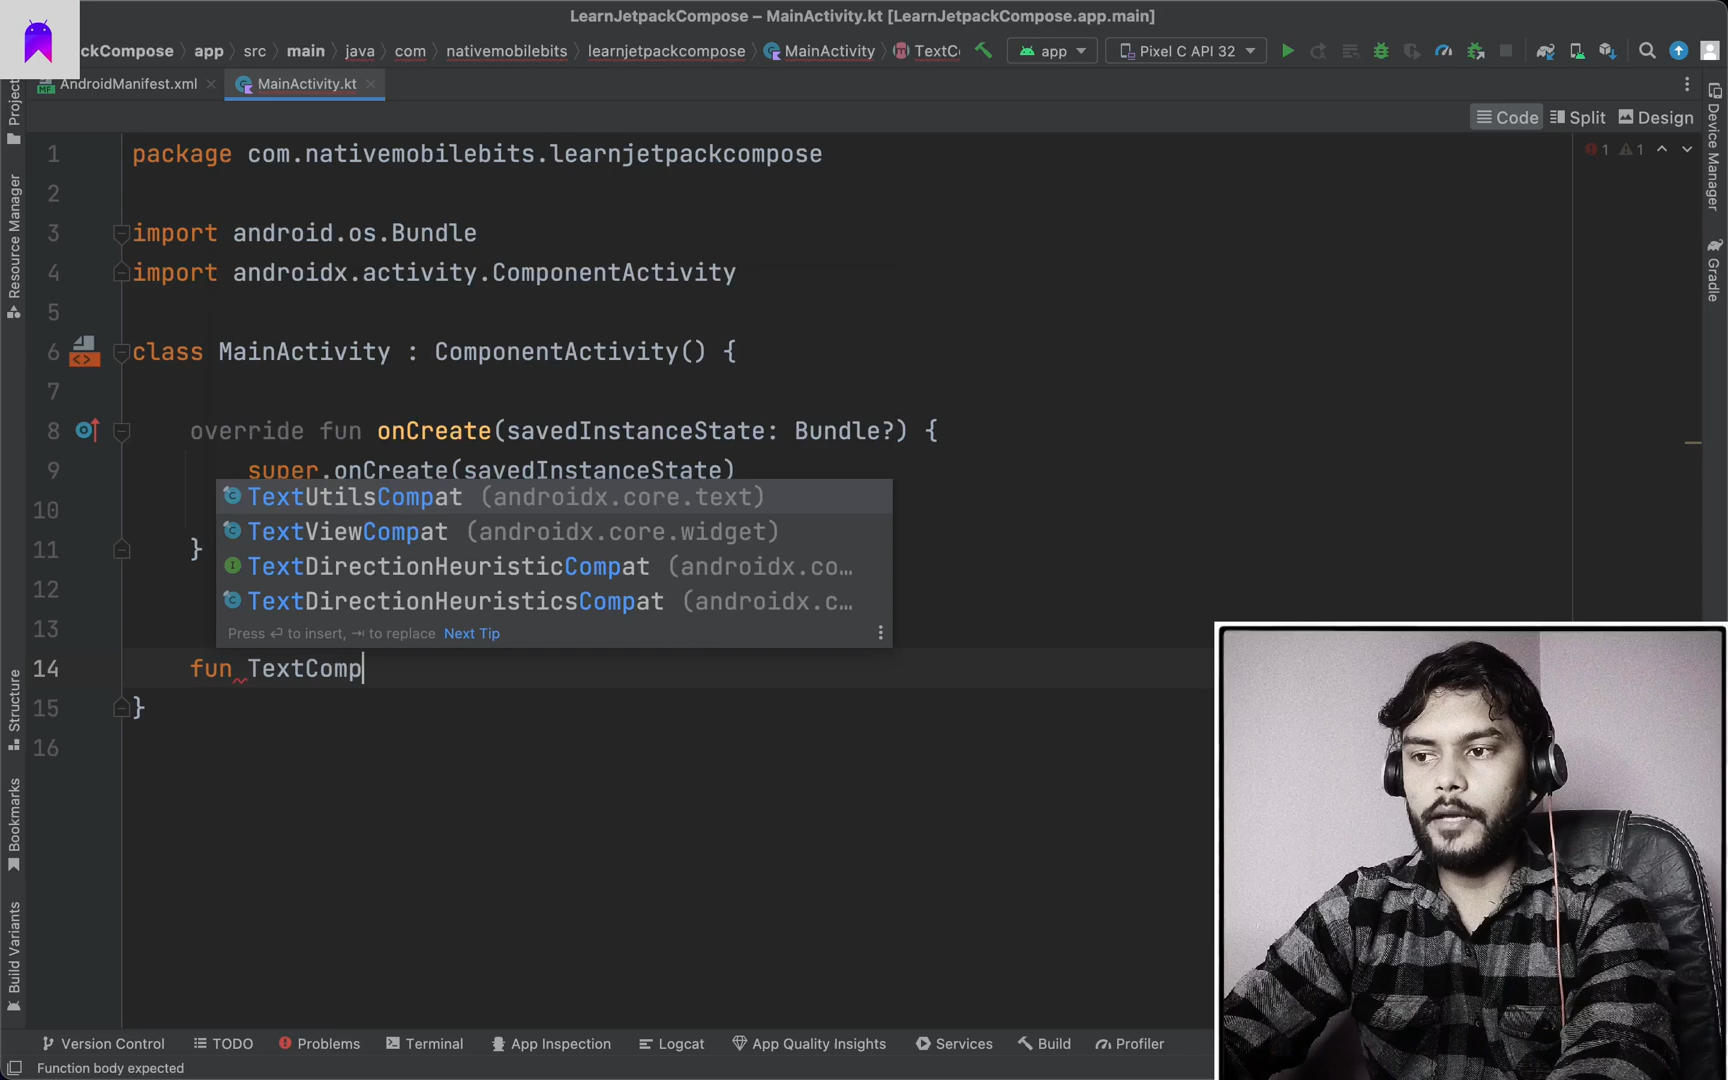 LearnJetpackCompose – MainActivity.kt [LearnJetpackCompose.app.main]
ckCompose app src main java com nativemobilebits learnjetpackcompose MainActivity TextC app Pixel C API 32
AndroidManifest.xml MainActivity.kt
Code Split Design
1 package com.nativemobilebits.learnjetpackcompose 1 1
2
3 import android.os.Bundle
4 import androidx.activity.ComponentActivity
5
6 class MainActivity : ComponentActivity() {
7
8 override fun onCreate(savedInstanceState: Bundle?) {
9 super.onCreate(savedInstanceState)
10
11 }
12
13
14 fun TextComp
15 }
16
TextUtilsCompat (androidx.core.text)
TextViewCompat (androidx.core.widget)
TextDirectionHeuristicCompat (androidx.co...
TextDirectionHeuristicsCompat (androidx.c...
Press ⏎ to insert, ⇥ to replace Next Tip
Project
Resource Manager
Structure
Bookmarks
Build Variants
Device Manager
Gradle
Version Control TODO Problems Terminal App Inspection Logcat App Quality Insights Services Build Profiler
Function body expected